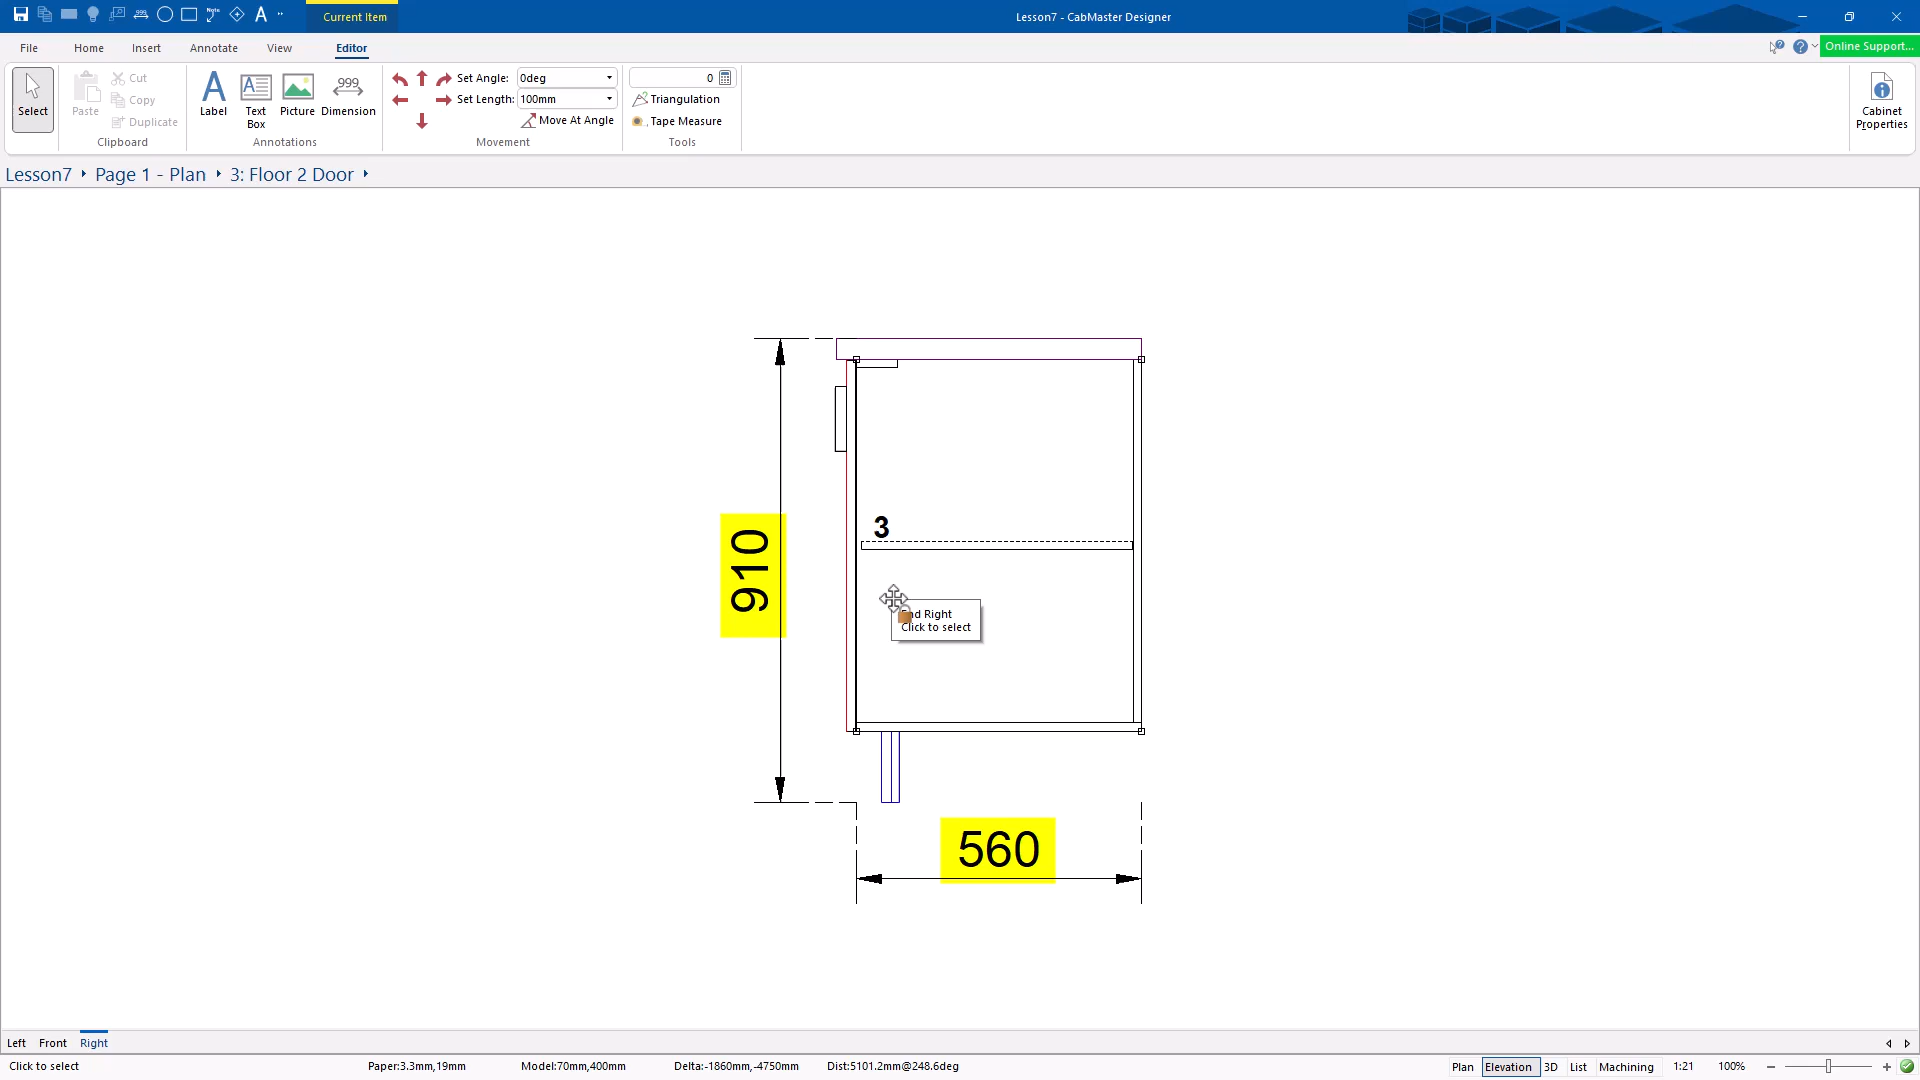 Current Item
Lesson7 - CabMaster Designer
File
Home
Insert
Annotate
View
Editor
Online Support...
Select
Paste
Cut
Copy
Duplicate
Clipboard
Label
Text Box
Picture
Dimension
Annotations
Set Angle: 0deg
Set Length: 100mm
Move At Angle
Movement
0
Triangulation
Tape Measure
Tools
Cabinet Properties
Lesson7
Page 1 - Plan
3: Floor 2 Door
910
3
Right
Click to select
560
Left
Front
Right
Click to select
Paper:3.3mm,19mm
Model:70mm,400mm
Delta:-1860mm,-4750mm
Dist:5101.2mm@248.6deg
Plan
Elevation
3D
List
Machining
1:21
100%